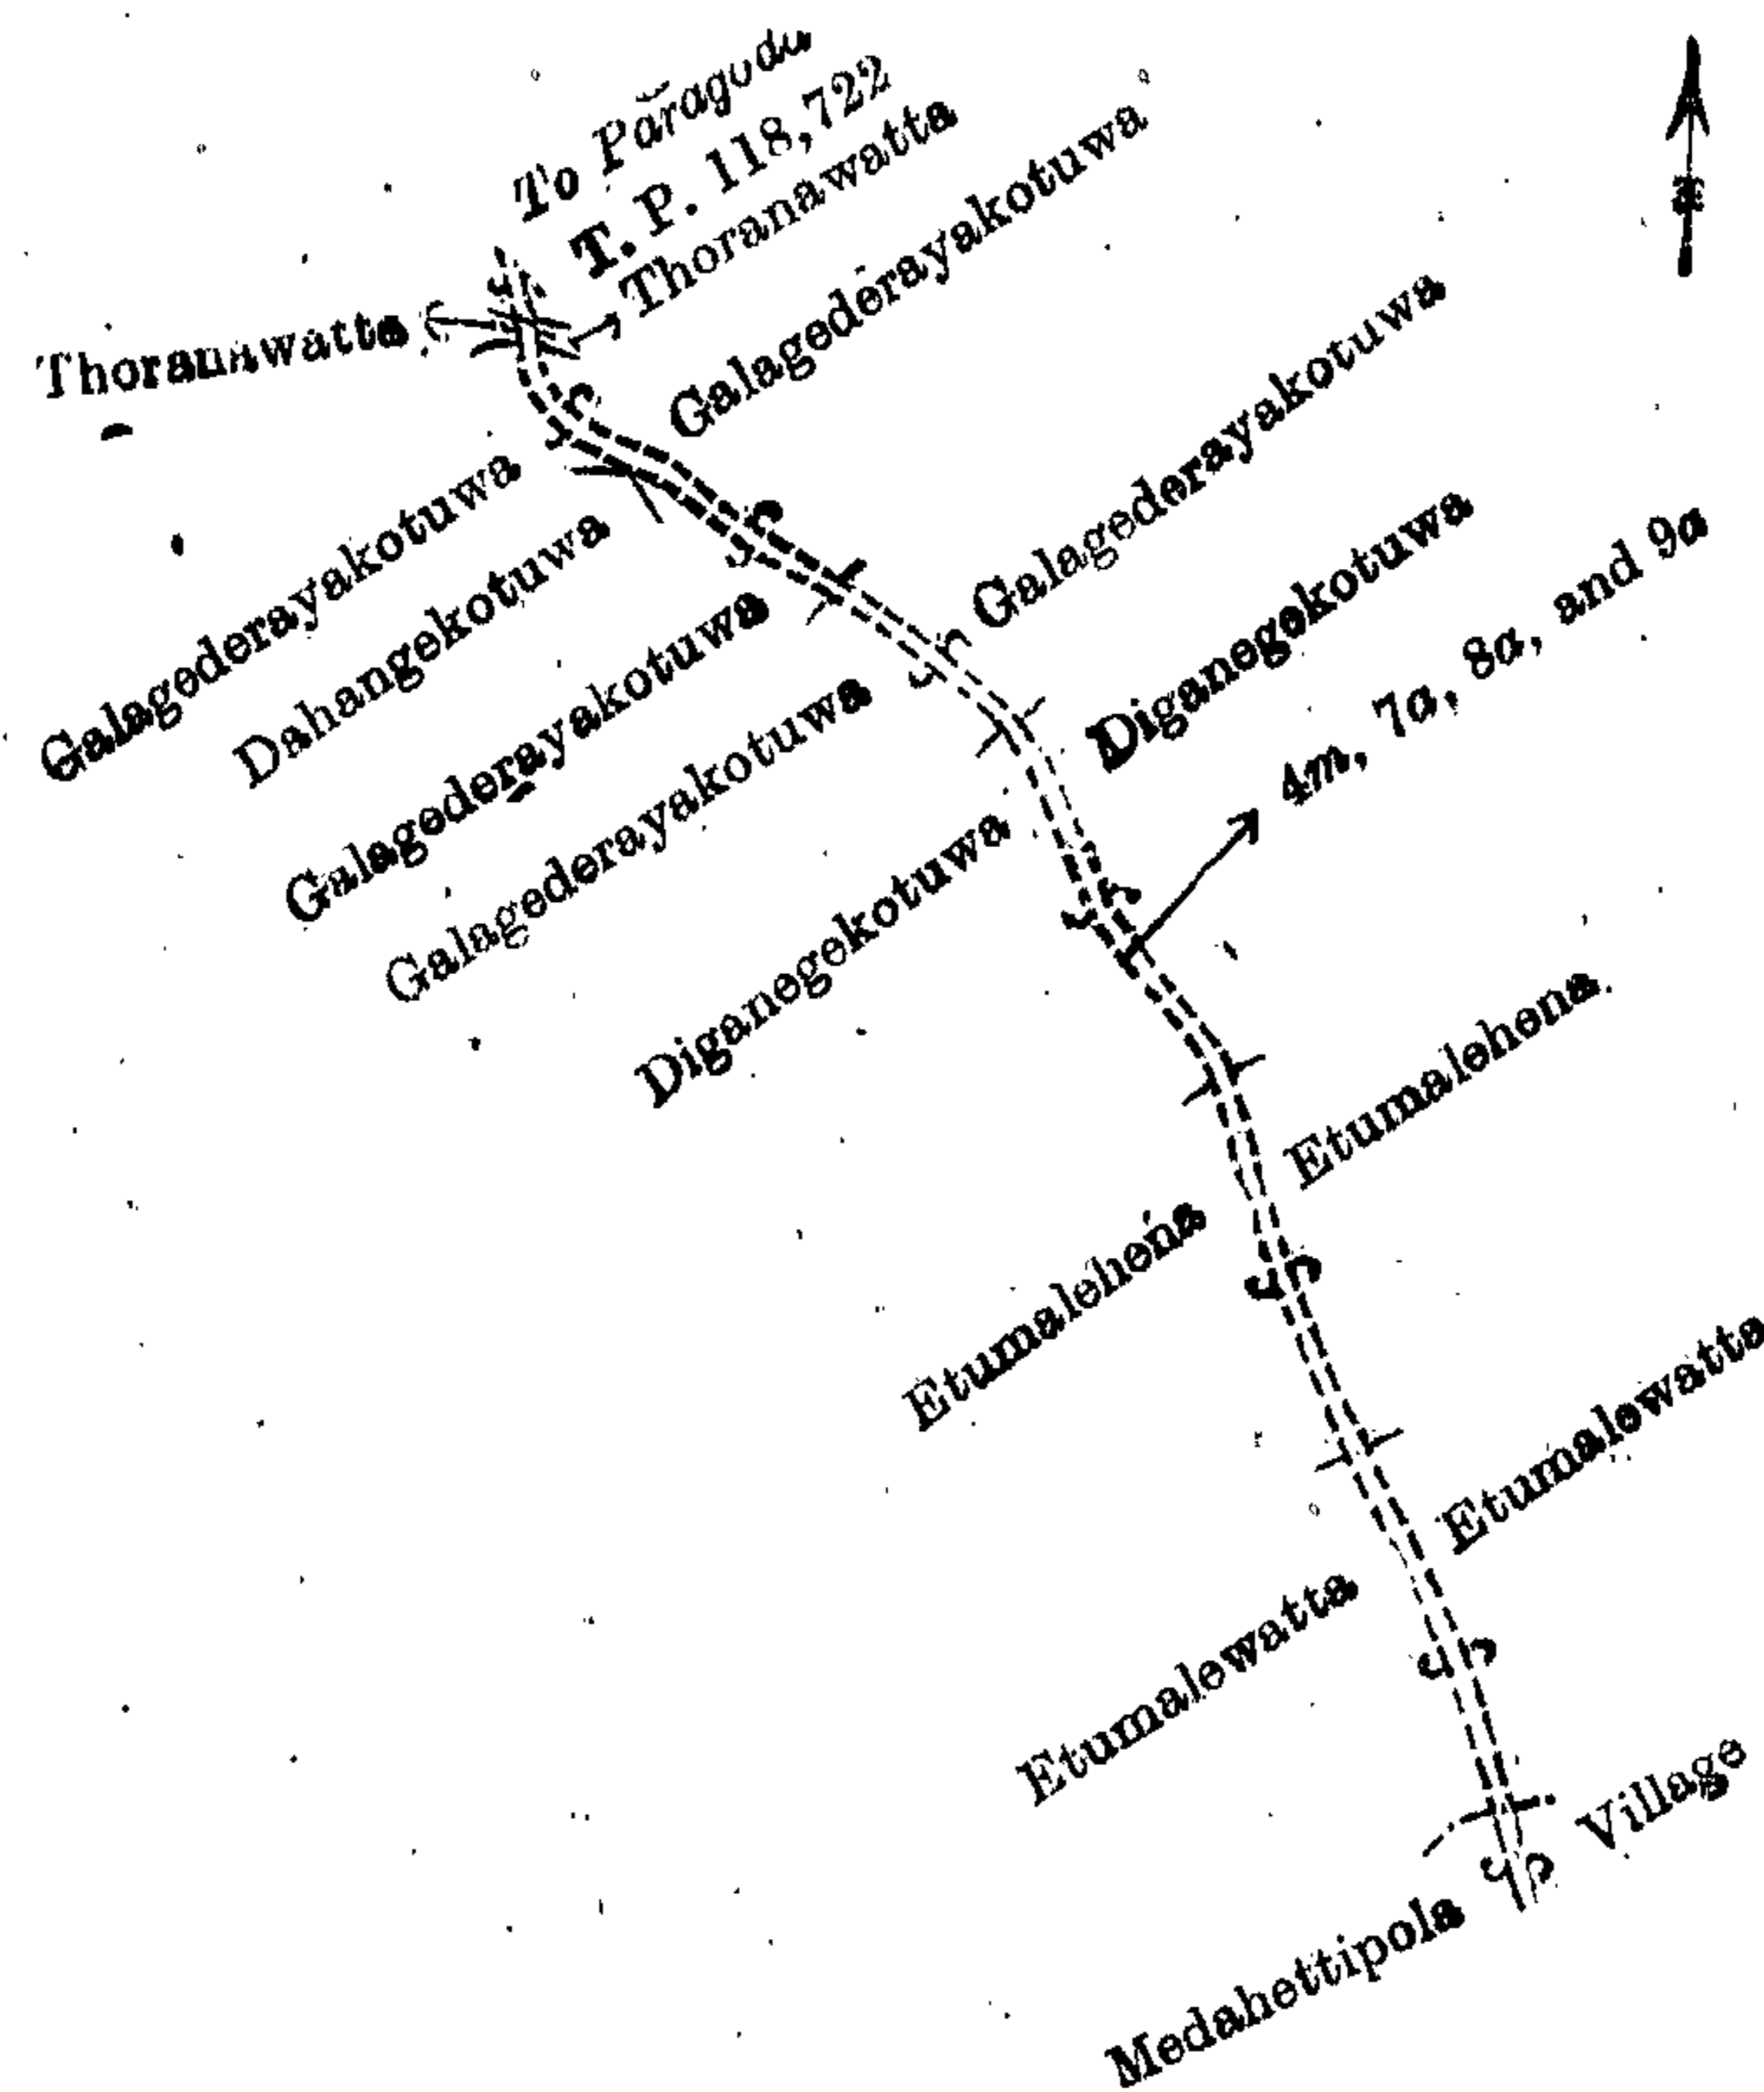 To Pāragoda
T. P. 118,722
Thoranawatta
Galagederayakotuwa
Thoranawatta
Galagederayakotuwa
Galagederayakotuwa
Dahangekotuwa
Diganegekotuwa
Galagederayakotuwa
4m, 7a, 8a, and 9a
Galagederayakotuwa
Diganegekotuwa
Etumalehena
Etumalehena
Etumalewatta
Etumalewatta
Medahettipola Village